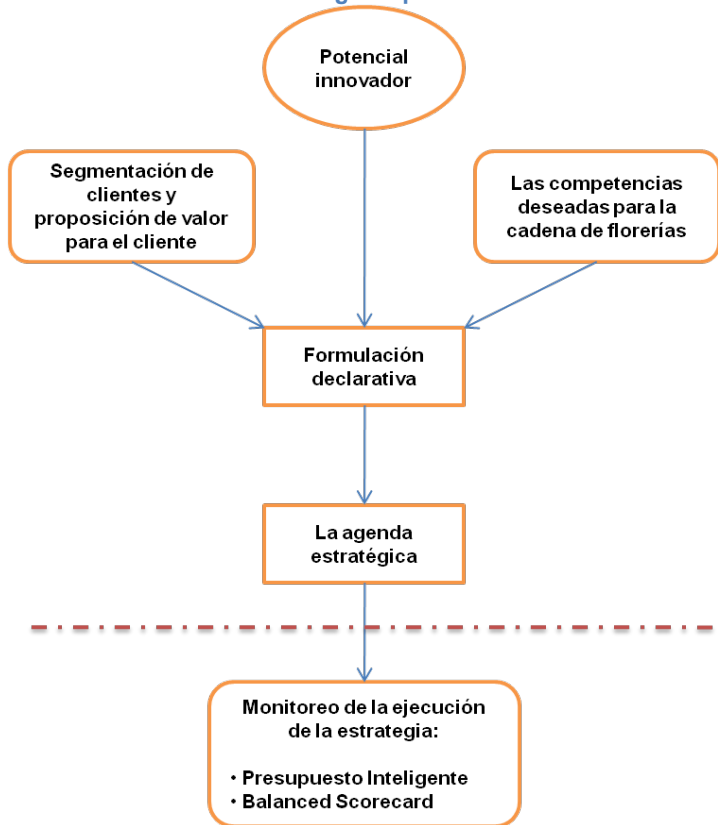 Potencial
innovador
Segmentación de
clientes y
proposición de valor
para el cliente
Las competencias
deseadas para la
cadena de florerías
Formulación
declarativa
La agenda
estratégica
Monitoreo de la ejecución
de la estrategia:
• Presupuesto Inteligente
• Balanced Scorecard